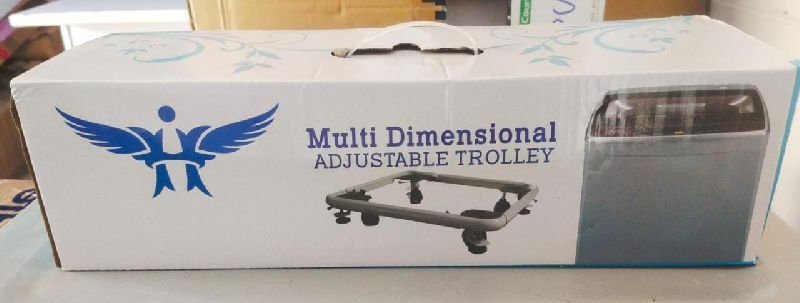 Multi Dimensional
ADJUSTABLE TROLLEY